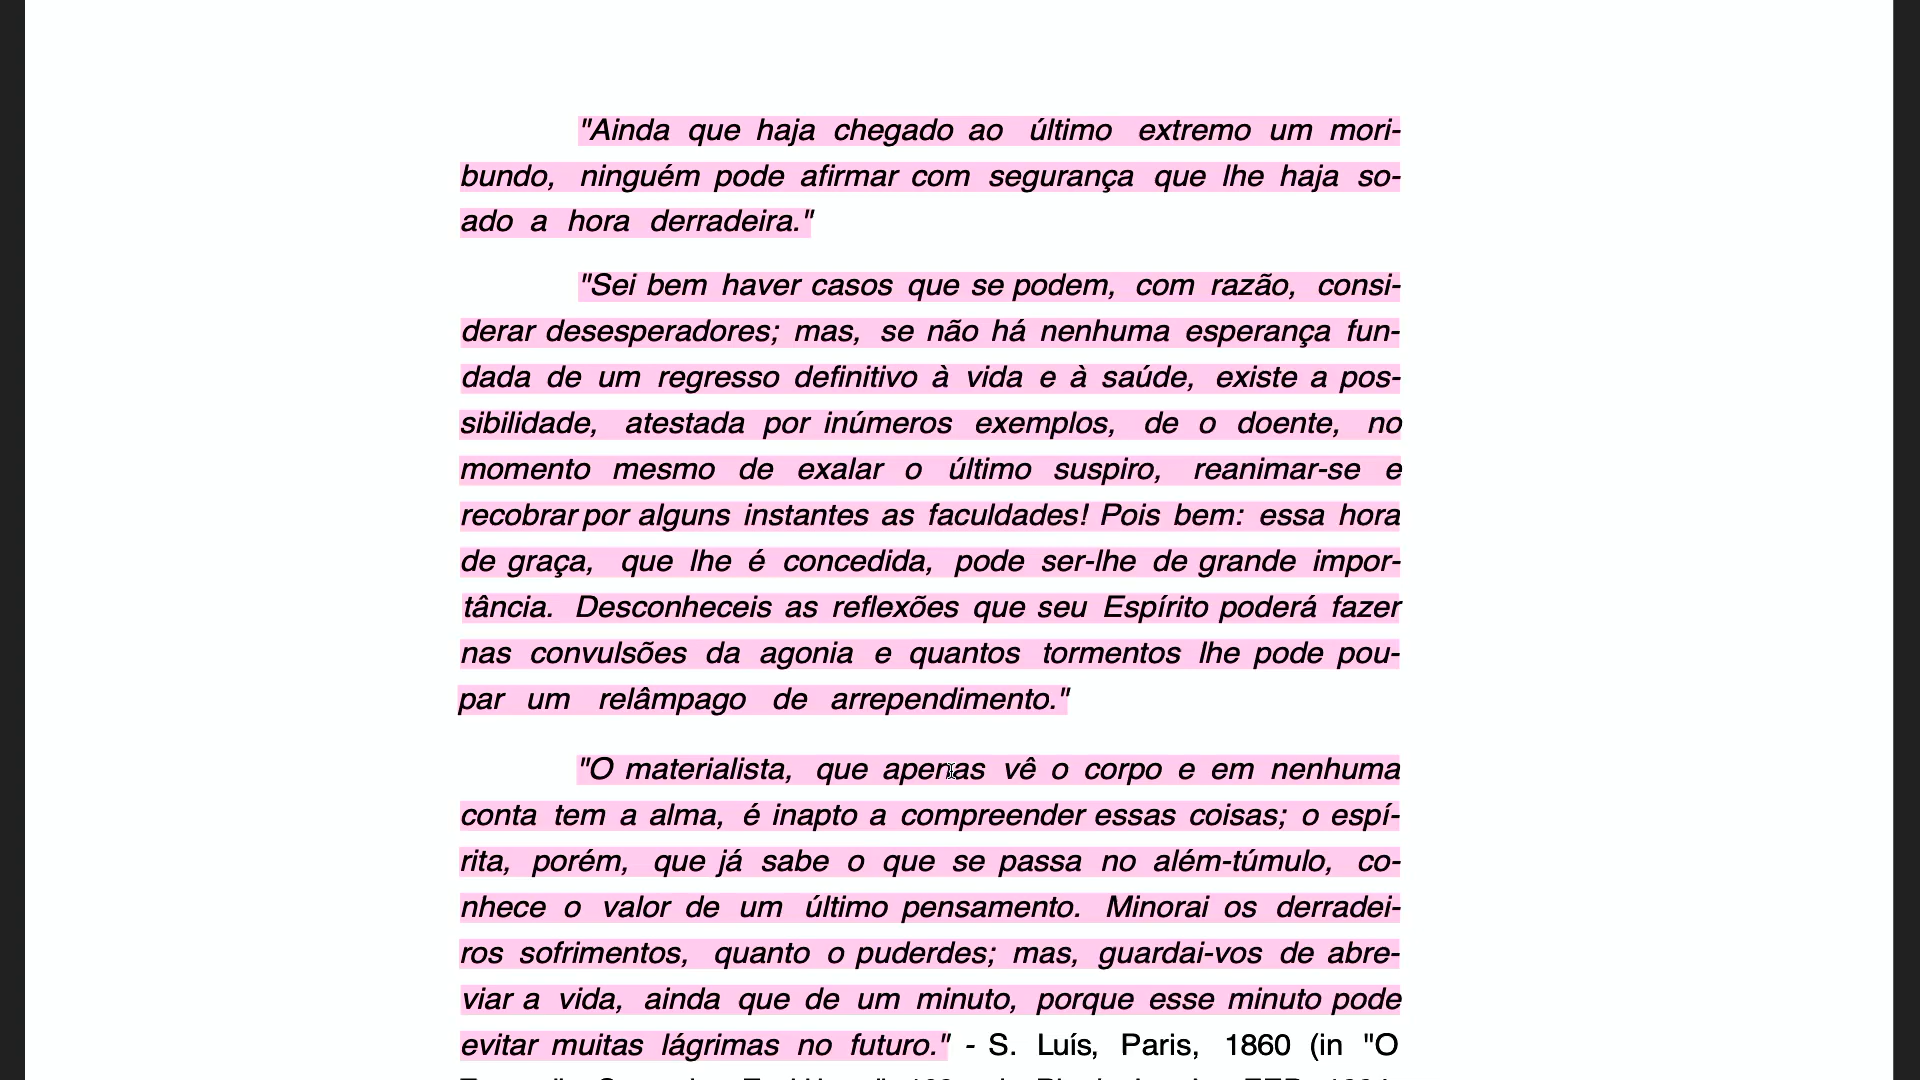 "Ainda que haja chegado ao último extremo um mori-
bundo, ninguém pode afirmar com segurança que lhe haja so-
ado a hora derradeira."
"Sei bem haver casos que se podem, com razão, consi-
derar desesperadores; mas, se não há nenhuma esperança fun-
dada de um regresso definitivo à vida e à saúde, existe a pos-
sibilidade, atestada por inúmeros exemplos, de o doente, no
momento mesmo de exalar o último suspiro, reanimar-se e
recobrar por alguns instantes as faculdades! Pois bem: essa hora
de graça, que lhe é concedida, pode ser-lhe de grande impor-
tância. Desconheceis as reflexões que seu Espírito poderá fazer
nas convulsões da agonia e quantos tormentos lhe pode pou-
par um relâmpago de arrependimento."
"O materialista, que apenas vê o corpo e em nenhuma
conta tem a alma, é inapto a compreender essas coisas; o espí-
rita, porém, que já sabe o que se passa no além-túmulo, co-
nhece o valor de um último pensamento. Minorai os derradei-
ros sofrimentos, quanto o puderdes; mas, guardai-vos de abre-
viar a vida, ainda que de um minuto, porque esse minuto pode
evitar muitas lágrimas no futuro." - S. Luís, Paris, 1860 (in "O